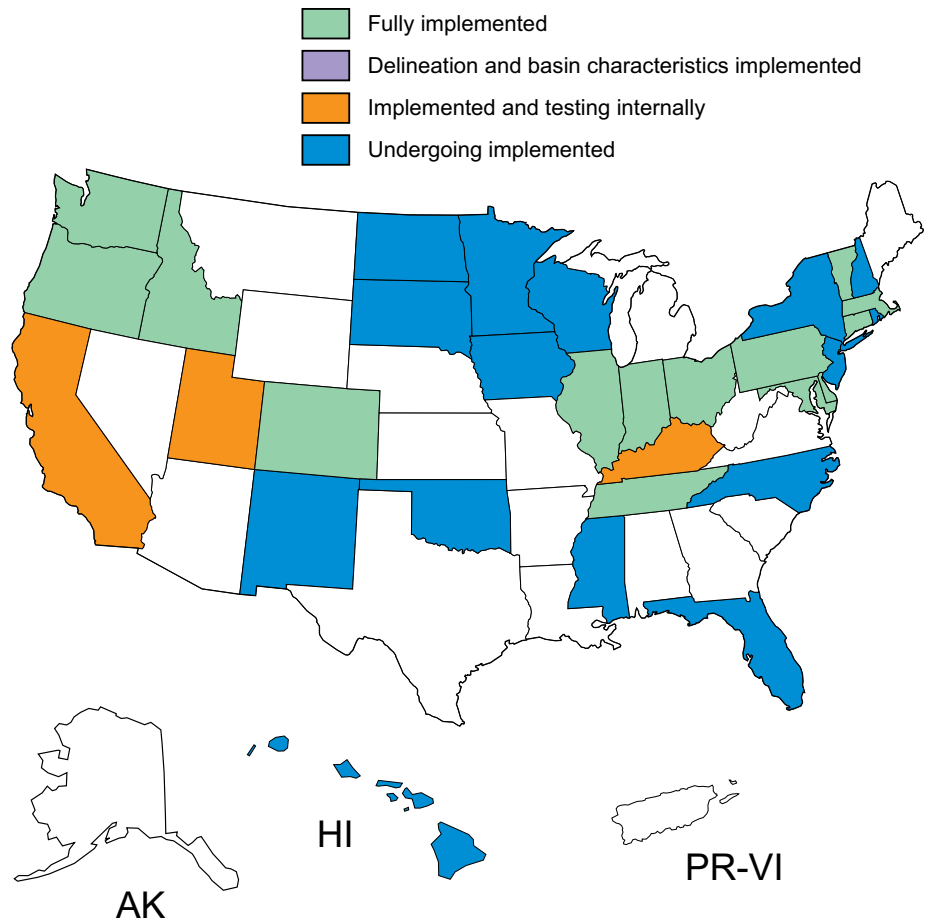 Fully implemented
Delineation and basin characteristics implemented
Implemented and testing internally
Undergoing implemented
HI
PR-VI
AK